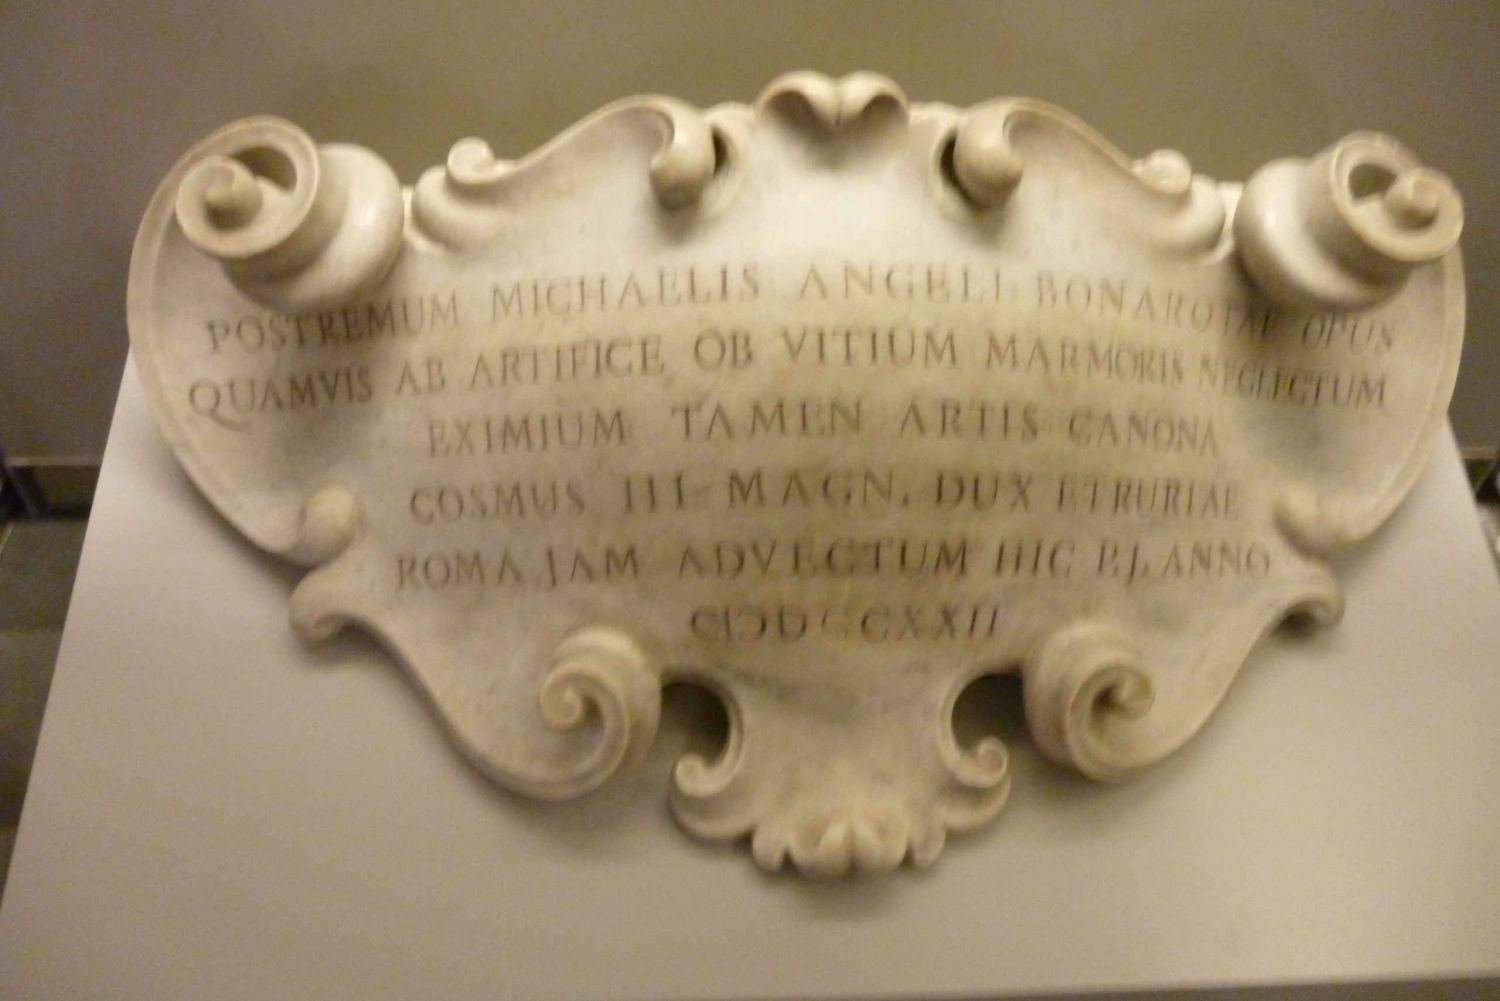 POSTREMUM MICHAELIS ANGELI BONAROTAE OPUS
QUAMVIS AB ARTIFICE OB VITIUM MARMORIS NEGLECTUM
EXIMIUM TAMEN ARTIS CANONA
COSMUS III MAGN. DUX ETRURIAE
ROMA JAM ADVECTUM HIC P.J. ANNO
CIƆDCCXXII